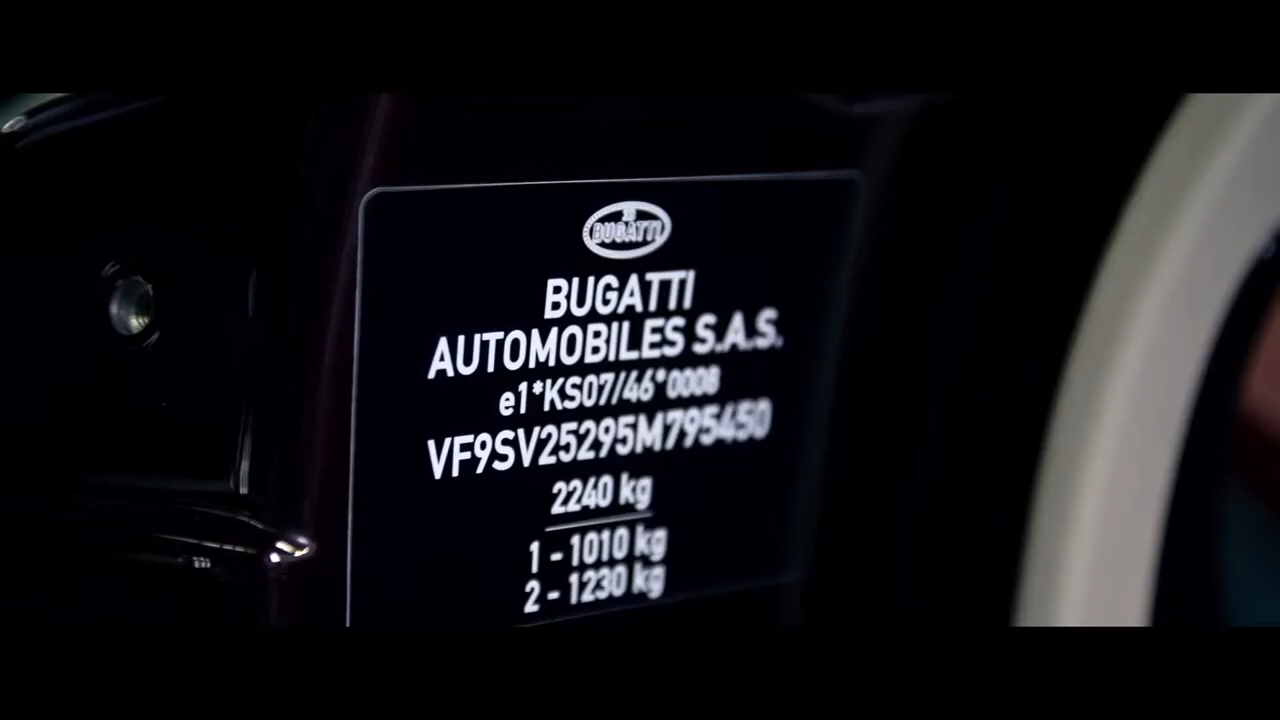 BUGATTI
BUGATTI
AUTOMOBILES S.A.S.
e1*KS07/46*0008
VF9SV25295M795450
2240 kg
1 - 1010 kg
2 - 1230 kg